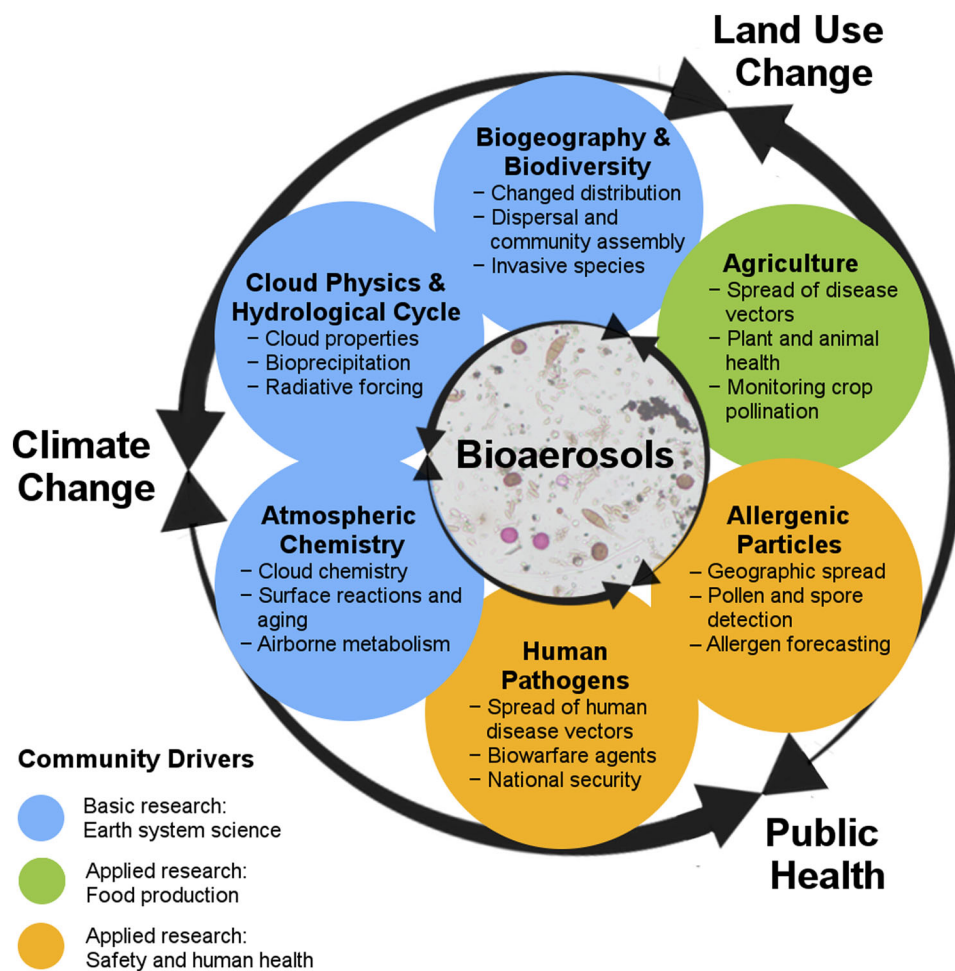 Land Use
Change
Biogeography &
Biodiversity
– Changed distribution
– Dispersal and
community assembly
– Invasive species
Agriculture
– Spread of disease
vectors
– Plant and animal
health
– Monitoring crop
pollination
Cloud Physics &
Hydrological Cycle
– Cloud properties
– Bioprecipitation
– Radiative forcing
Climate
Change
Bioaerosols
Atmospheric
Chemistry
– Cloud chemistry
– Surface reactions and
aging
– Airborne metabolism
Allergenic
Particles
– Geographic spread
– Pollen and spore
detection
– Allergen forecasting
Human
Pathogens
– Spread of human
disease vectors
– Biowarfare agents
– National security
Public
Health
Community Drivers
Basic research:
Earth system science
Applied research:
Food production
Applied research:
Safety and human health